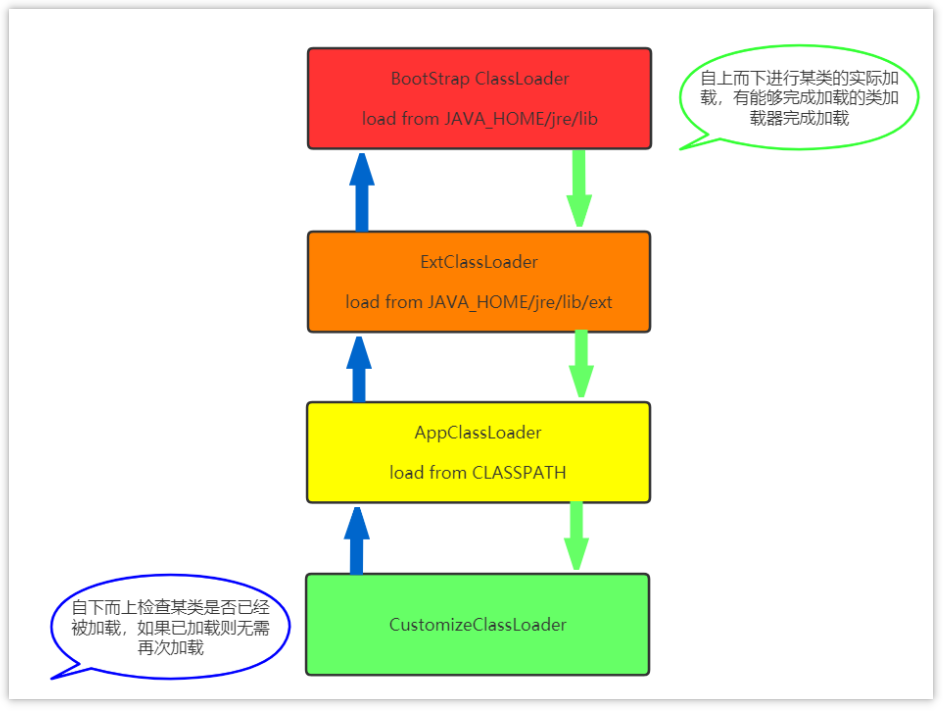 BootStrap ClassLoader
load from JAVA_HOME/jre/lib
自上而下进行某类的实际加
载，有能够完成加载的类加
载器完成加载
ExtClassLoader
load from JAVA_HOME/jre/lib/ext
AppClassLoader
load from CLASSPATH
自下而上检查某类是否已经
被加载，如果已加载则无需
再次加载
CustomizeClassLoader